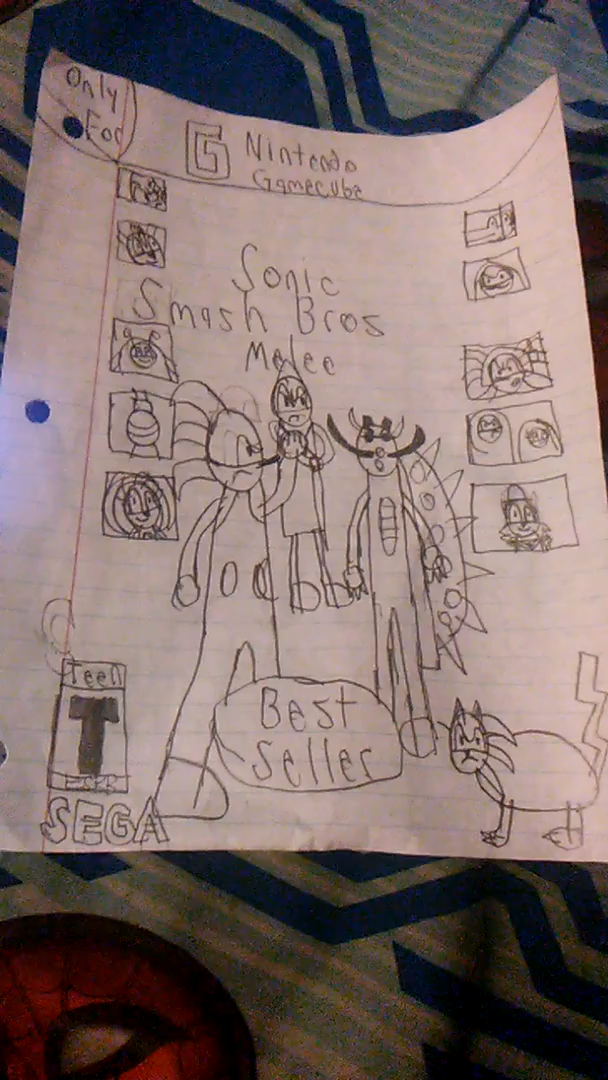 Only
For
G Nintendo
Gamecube
Sonic
Smash Bros
Melee
Teen
T
ESRB
SEGA
Best
Seller